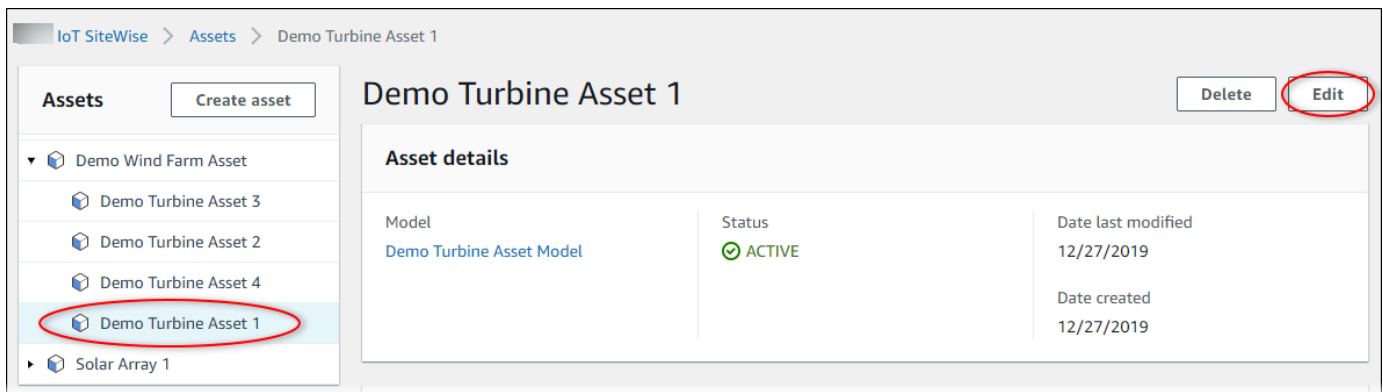 IoT SiteWise > Assets > Demo Turbine Asset 1
Assets
Create asset
Demo Wind Farm Asset
Demo Turbine Asset 3
Demo Turbine Asset 2
Demo Turbine Asset 4
Demo Turbine Asset 1
Solar Array 1
Demo Turbine Asset 1
Delete
Edit
Asset details
Model
Demo Turbine Asset Model
Status
ACTIVE
Date last modified
12/27/2019
Date created
12/27/2019